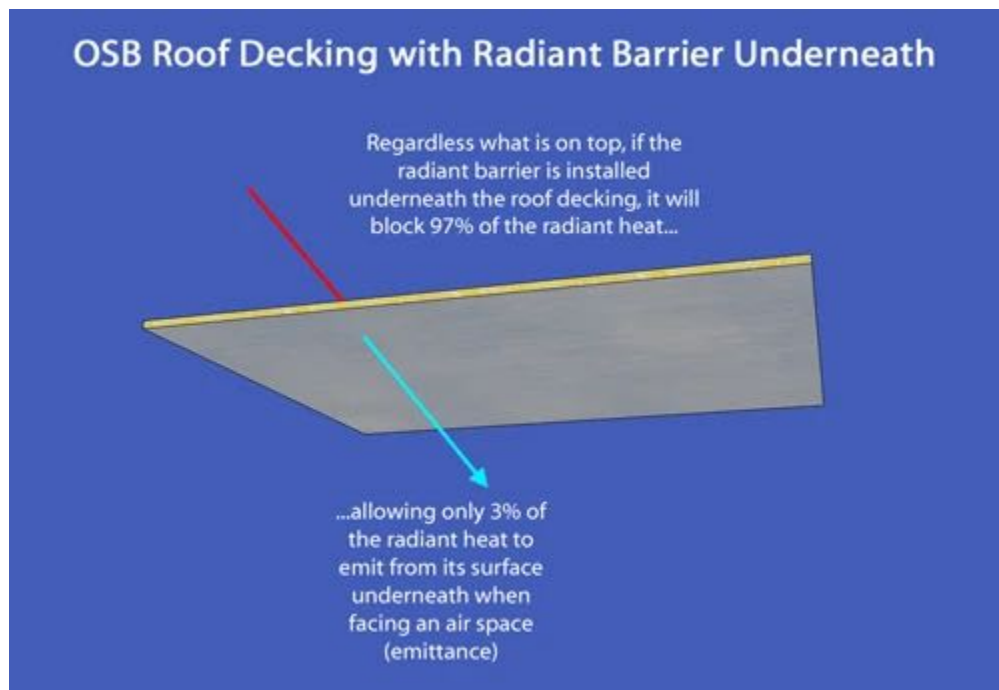 OSB Roof Decking with Radiant Barrier Underneath
Regardless what is on top, if the
radiant barrier is installed
underneath the roof decking, it will
block 97% of the radiant heat...
...allowing only 3% of
the radiant heat to
emit from its surface
underneath when
facing an air space
(emittance)